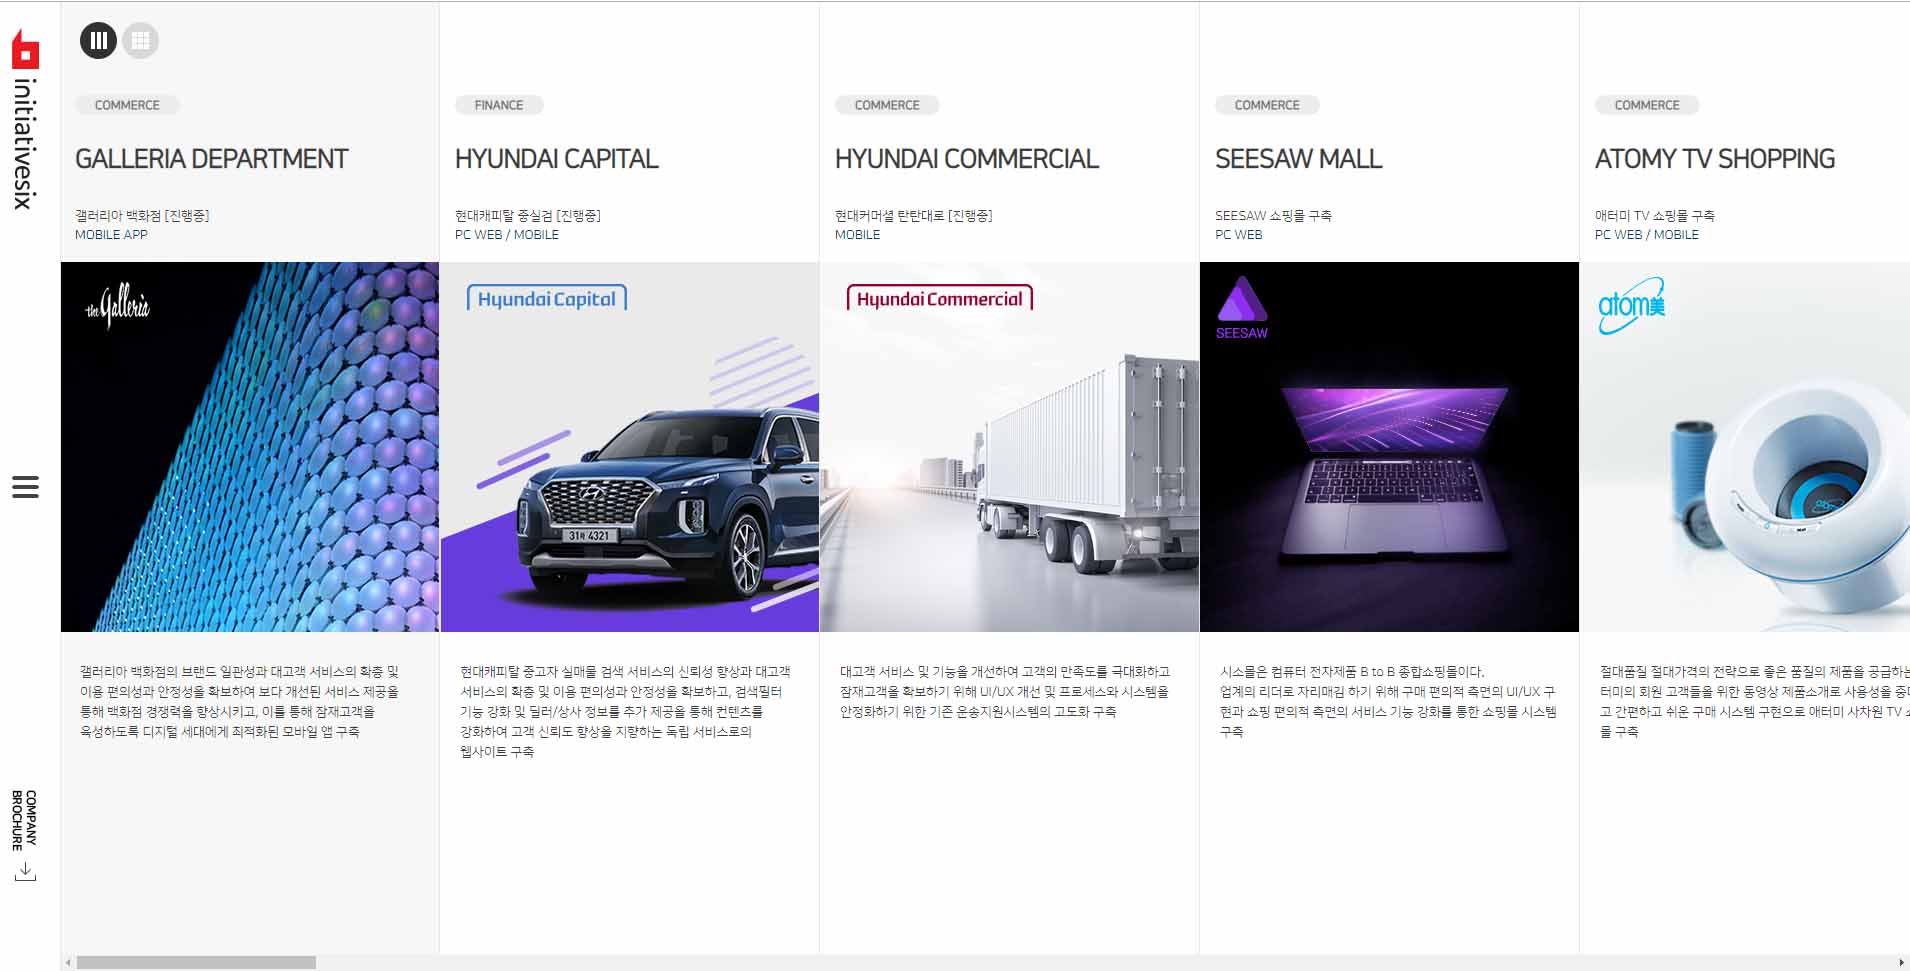 initiativesix
COMPANY
BROCHURE
COMMERCE
GALLERIA DEPARTMENT
갤러리아 백화점 [진행중]
MOBILE APP
the Galleria
갤러리아 백화점의 브랜드 일관성과 대고객 서비스의 확충 및
이용 편의성과 안정성을 확보하여 보다 개선된 서비스 제공을
통해 백화점 경쟁력을 향상시키고, 이를 통해 잠재고객을
육성하도록 디지털 세대에게 최적화된 모바일 앱 구축
FINANCE
HYUNDAI CAPITAL
현대캐피탈 중실검 [진행중]
PC WEB / MOBILE
Hyundai Capital
4321
현대캐피탈 중고자 실매물 검색 서비스의 신뢰성 향상과 대고객
서비스의 확충 및 이용 편의성과 안정성을 확보하고, 검색필터
기능 강화 및 딜러/상사 정보를 추가 제공을 통해 컨텐츠를
강화하여 고객 신뢰도 향상을 지향하는 독립 서비스로의
웹사이트 구축
COMMERCE
HYUNDAI COMMERCIAL
현대커머셜 탄탄대로 [진행중]
MOBILE
Hyundai Commercial
대고객 서비스 및 기능을 개선하여 고객의 만족도를 극대화하고
잠재고객을 확보하기 위해 UI/UX 개선 및 프로세스와 시스템을
안정화하기 위한 기존 운송지원시스템의 고도화 구축
COMMERCE
SEESAW MALL
SEESAW 쇼핑몰 구축
PC WEB
SEESAW
시소몰은 컴퓨터 전자제품 B to B 종합쇼핑몰이다.
업계의 리더로 자리매김 하기 위해 구매 편의적 측면의 UI/UX 구
현과 쇼핑 편의적 측면의 서비스 기능 강화를 통한 쇼핑몰 시스템
구축
COMMERCE
ATOMY TV SHOPPING
애터미 TV 쇼핑몰 구축
PC WEB / MOBILE
atom美
atomy
절대품질 절대가격의 전략으로 좋은 품질의 제품을 공급하는
터미의 회원 고객들을 위한 동영상 제품소개로 사용성을 중대
고 간편하고 쉬운 구매 시스템 구현으로 애터미 사차원 TV
몰 구축